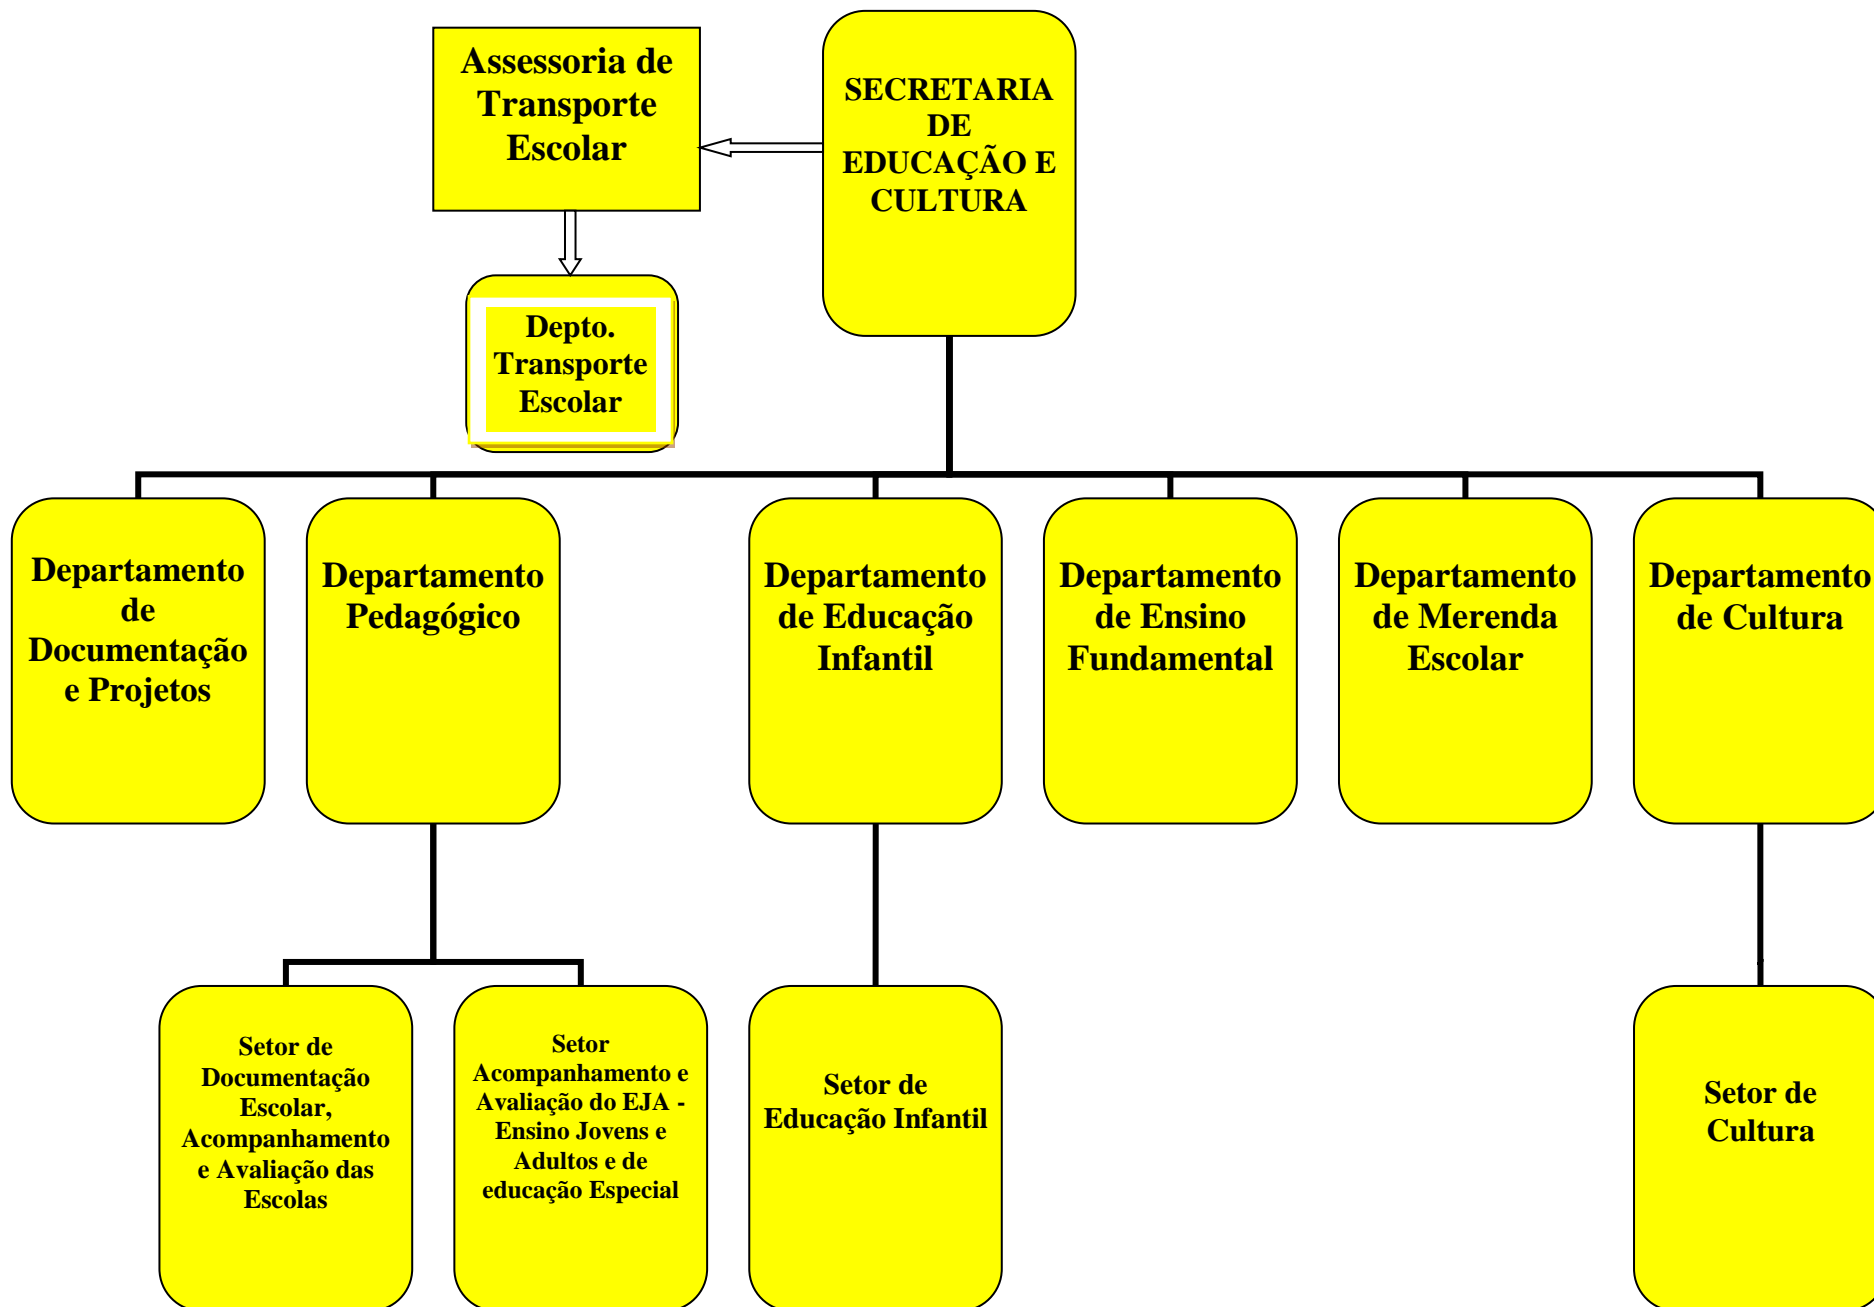 Assessoria de
Transporte
Escolar
SECRETARIA
DE
EDUCAÇÃO E
CULTURA
Depto.
Transporte
Escolar
Departamento
de
Documentação
e Projetos
Departamento
Pedagógico
Departamento
de Educação
Infantil
Departamento
de Ensino
Fundamental
Departamento
de Merenda
Escolar
Departamento
de Cultura
Setor de
Documentação
Escolar,
Acompanhamento
e Avaliação das
Escolas
Setor
Acompanhamento e
Avaliação do EJA -
Ensino Jovens e
Adultos e de
educação Especial
Setor de
Educação Infantil
Setor de
Cultura